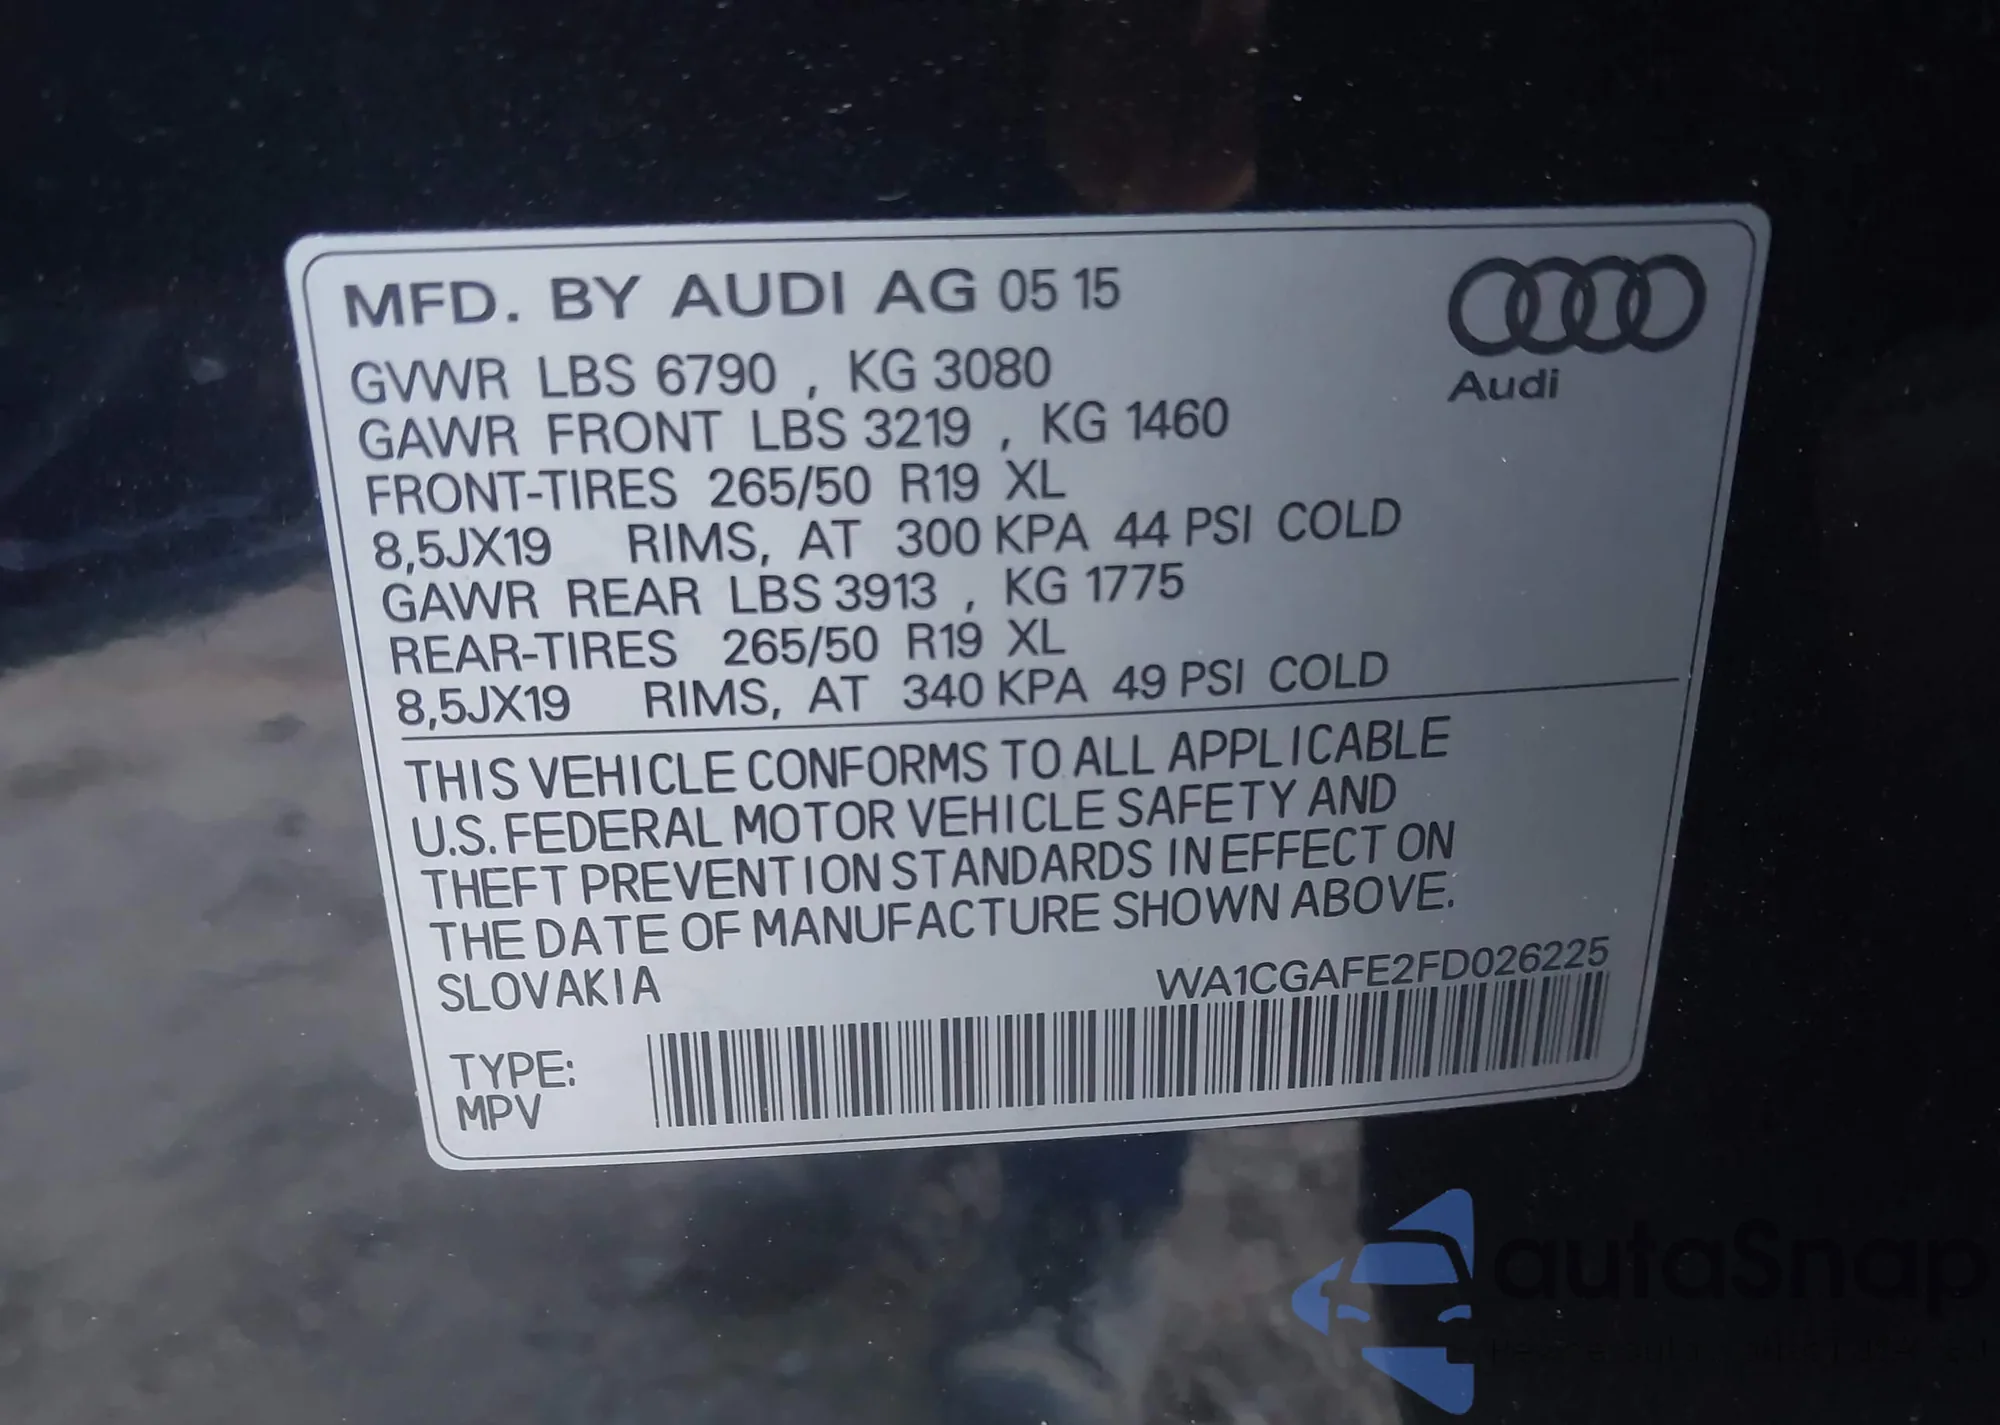 MFD. BY AUDI AG 05 15
GVWR LBS 6790 , KG 3080
Audi
GAWR FRONT LBS 3219 , KG 1460
FRONT-TIRES 265/50 R19 XL
8,5JX19 RIMS, AT 300 KPA 44 PSI COLD
GAWR REAR LBS 3913 , KG 1775
REAR-TIRES 265/50 R19 XL
8,5JX19 RIMS, AT 340 KPA 49 PSI COLD
THIS VEHICLE CONFORMS TO ALL APPLICABLE
U.S. FEDERAL MOTOR VEHICLE SAFETY AND
THEFT PREVENTION STANDARDS IN EFFECT ON
THE DATE OF MANUFACTURE SHOWN ABOVE.
SLOVAKIA
WA1CGAFE2FD026225
TYPE:
MPV
autaSnap